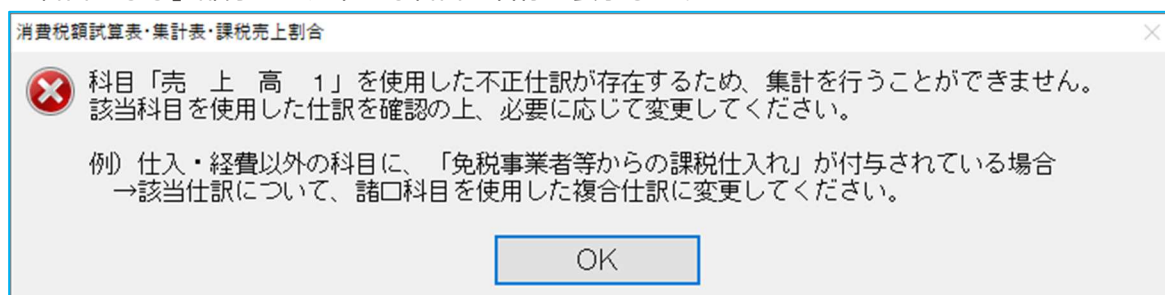 消費税額試算表・集計表・課税売上割合
科目「売　上　高　１」を使用した不正仕訳が存在するため、集計を行うことができません。
該当科目を使用した仕訳を確認の上、必要に応じて変更してください。
例）仕入・経費以外の科目に、「免税事業者等からの課税仕入れ」が付与されている場合
→該当仕訳について、諸口科目を使用した複合仕訳に変更してください。
OK